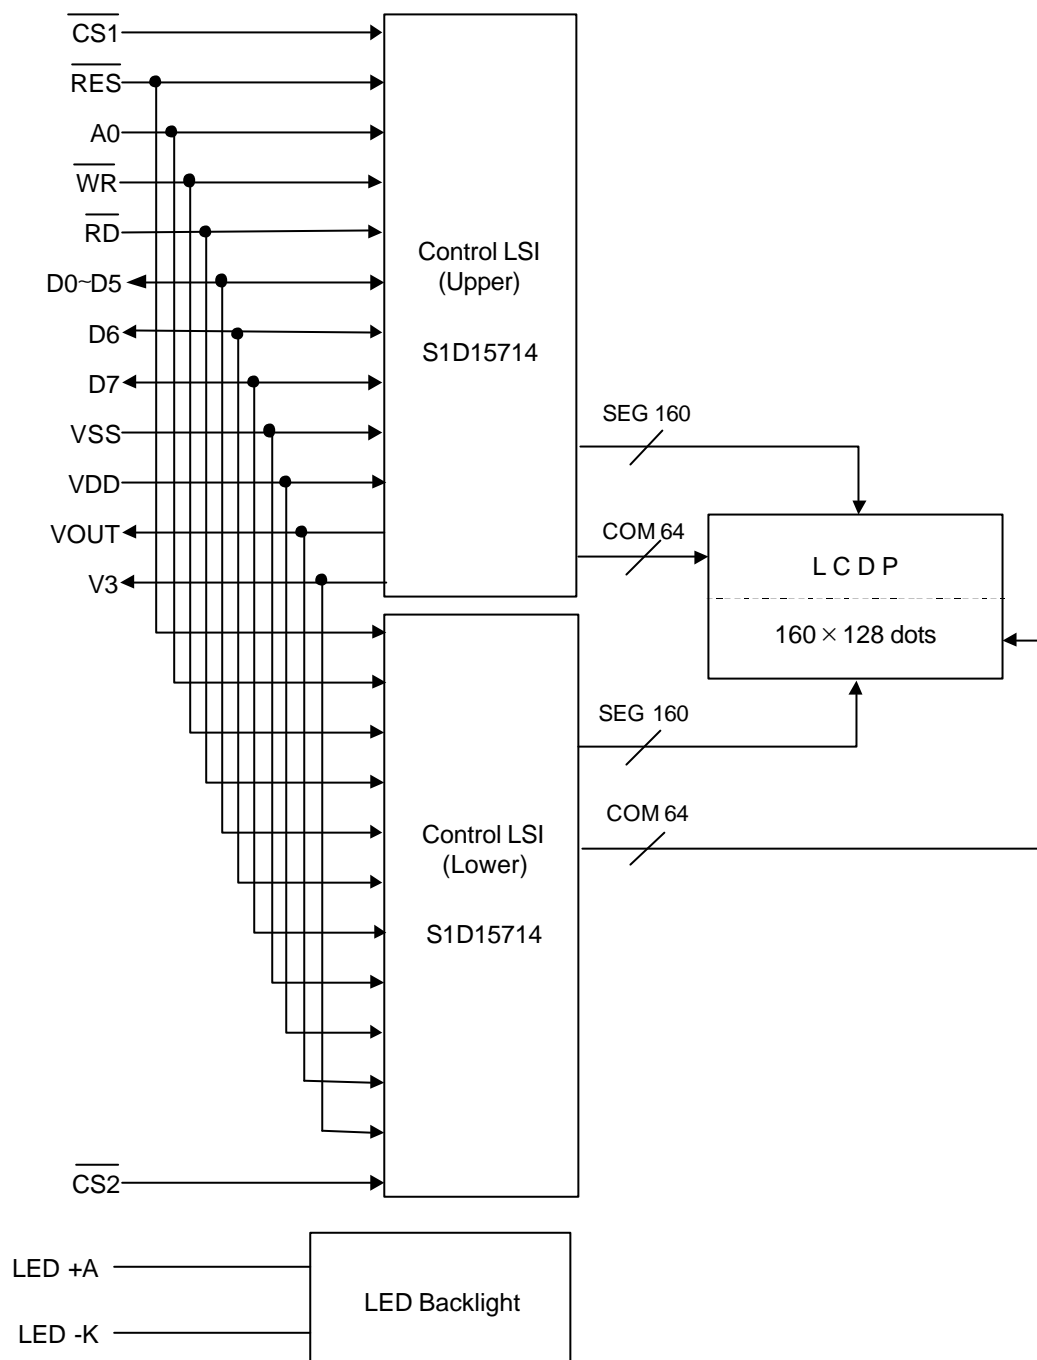 CS1
RES
A0
WR
RD
D0~D5
D6
D7
VSS
VDD
VOUT
V3
Control LSI
(Upper)
S1D15714
SEG 160
COM 64
L C D P
160 × 128 dots
SEG 160
COM 64
Control LSI
(Lower)
S1D15714
CS2
LED +A
LED -K
LED Backlight